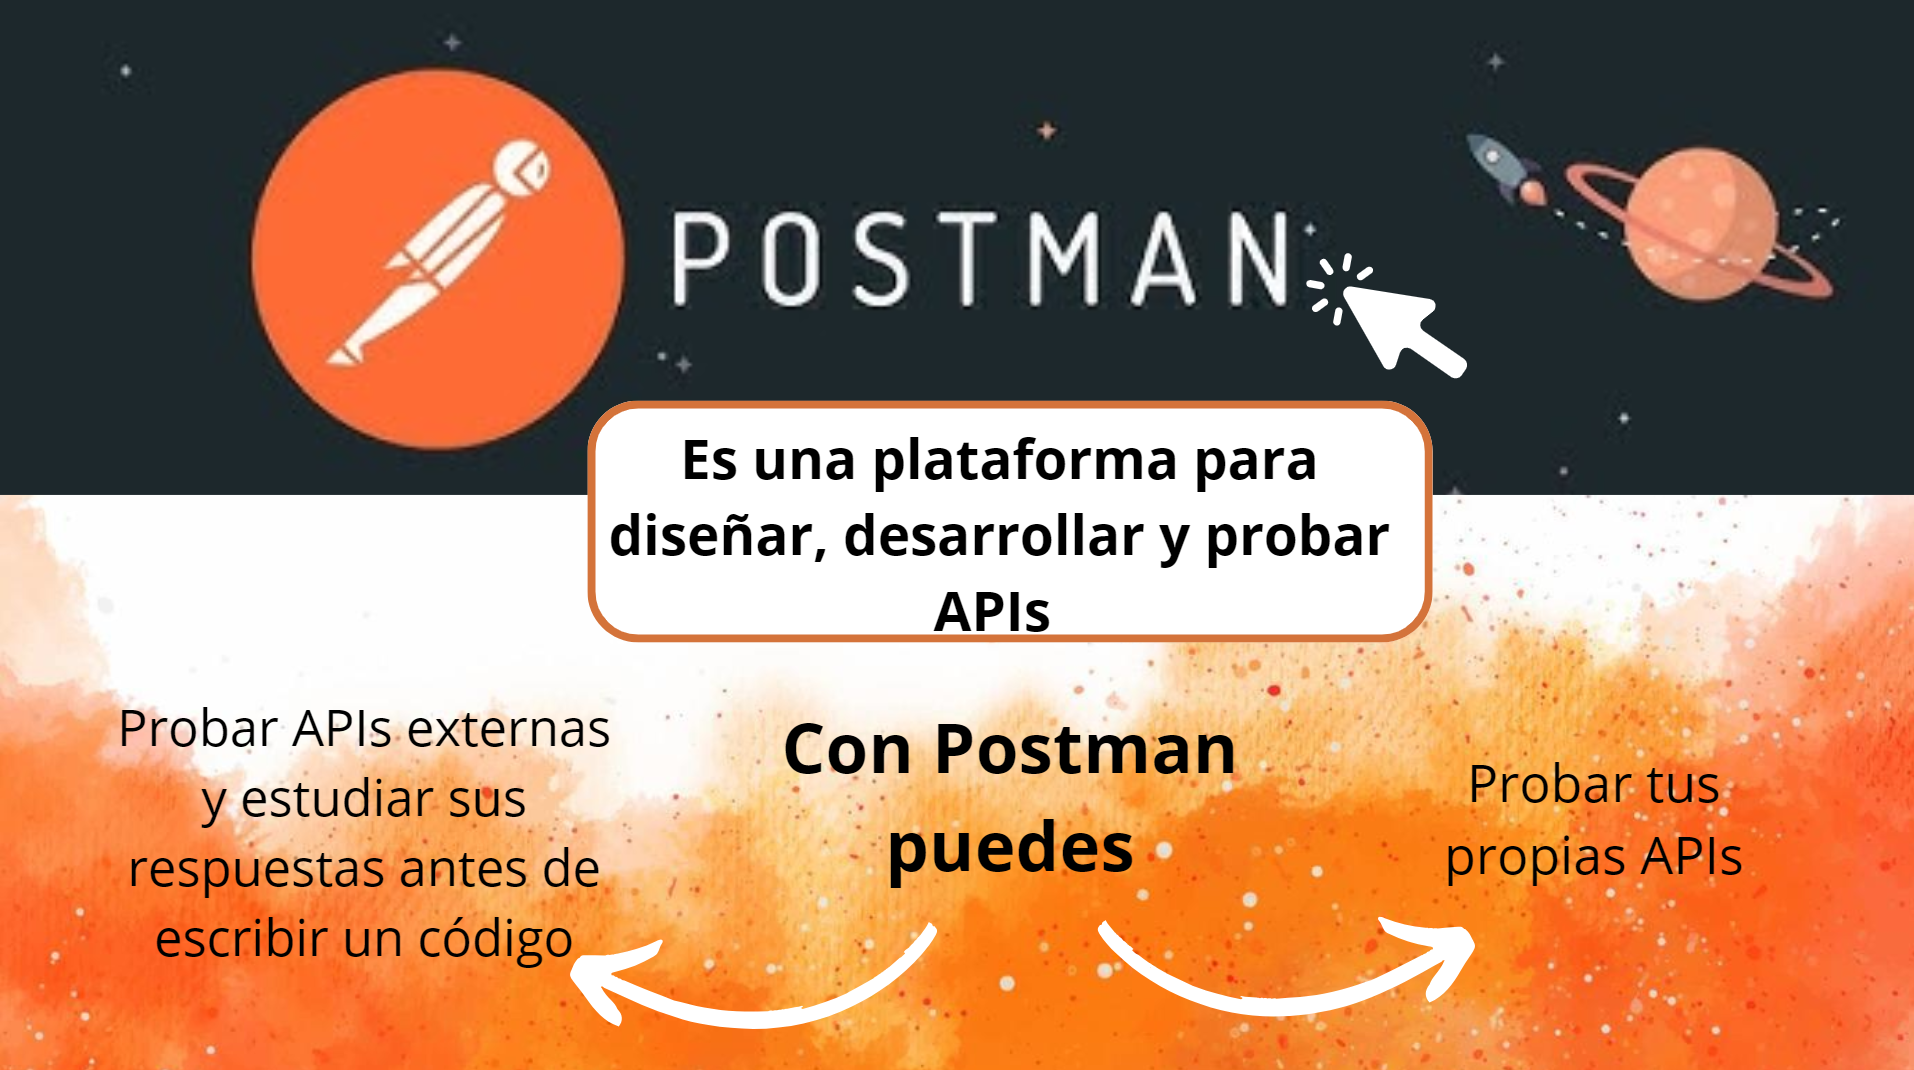 POSTMAN
Es una plataforma para
diseñar, desarrollar y probar
APIs
Probar APIs externas
y estudiar sus
respuestas antes de
escribir un código
Con Postman
puedes
Probar tus
propias APIs